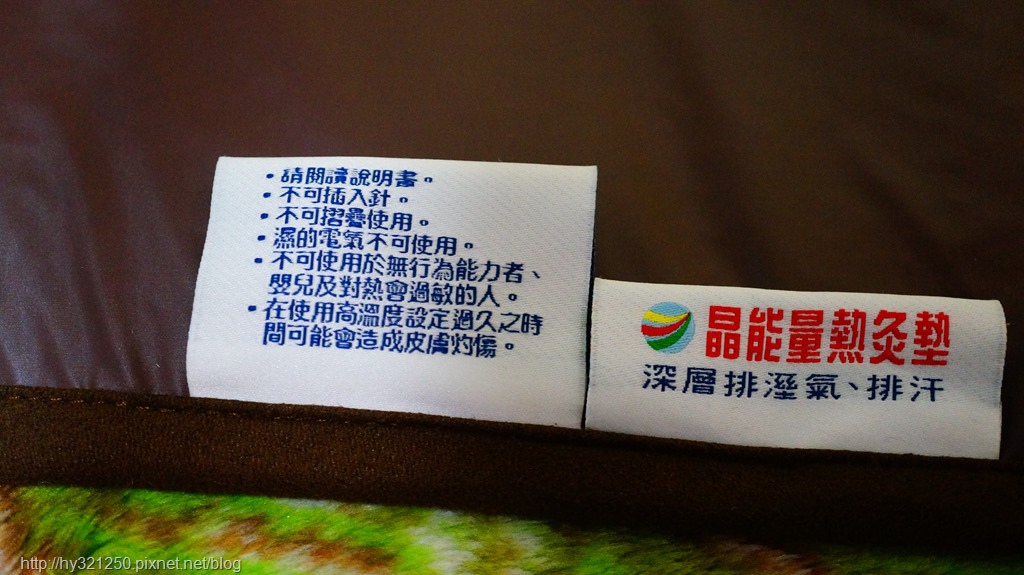 ・請閱讀說明書。
・不可插入針。
・不可摺疊使用。
・濕的電氣不可使用。
・不可使用於無行為能力者、
嬰兒及對熱會過敏的人。
・在使用高溫度設定過久之時
間可能會造成皮膚灼傷。
晶能量熱灸墊
深層排溼氣、排汗
http://hy321250.pixnet.net/blog